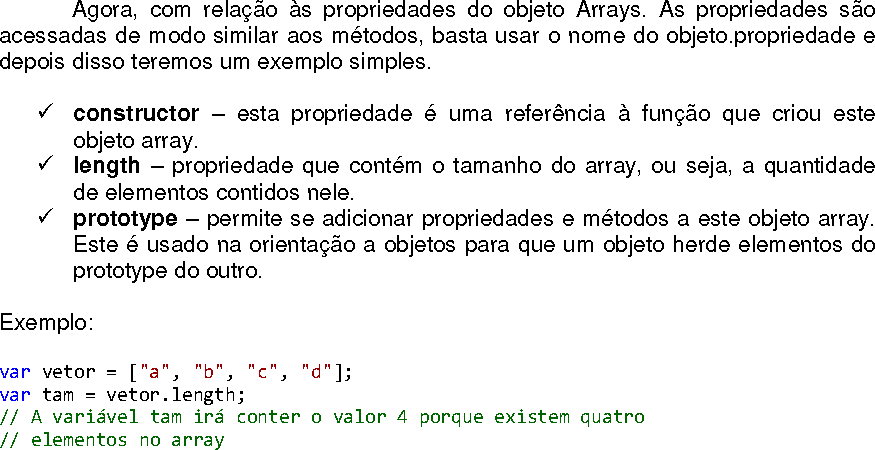 Agora, com relação às propriedades do objeto Arrays. As propriedades são
acessadas de modo similar aos métodos, basta usar o nome do objeto.propriedade e
depois disso teremos um exemplo simples.
✓ constructor – esta propriedade é uma referência à função que criou este
objeto array.
✓ length – propriedade que contém o tamanho do array, ou seja, a quantidade
de elementos contidos nele.
✓ prototype – permite se adicionar propriedades e métodos a este objeto array.
Este é usado na orientação a objetos para que um objeto herde elementos do
prototype do outro.
Exemplo:
var vetor = ["a", "b", "c", "d"];
var tam = vetor.length;
// A variável tam irá conter o valor 4 porque existem quatro
// elementos no array